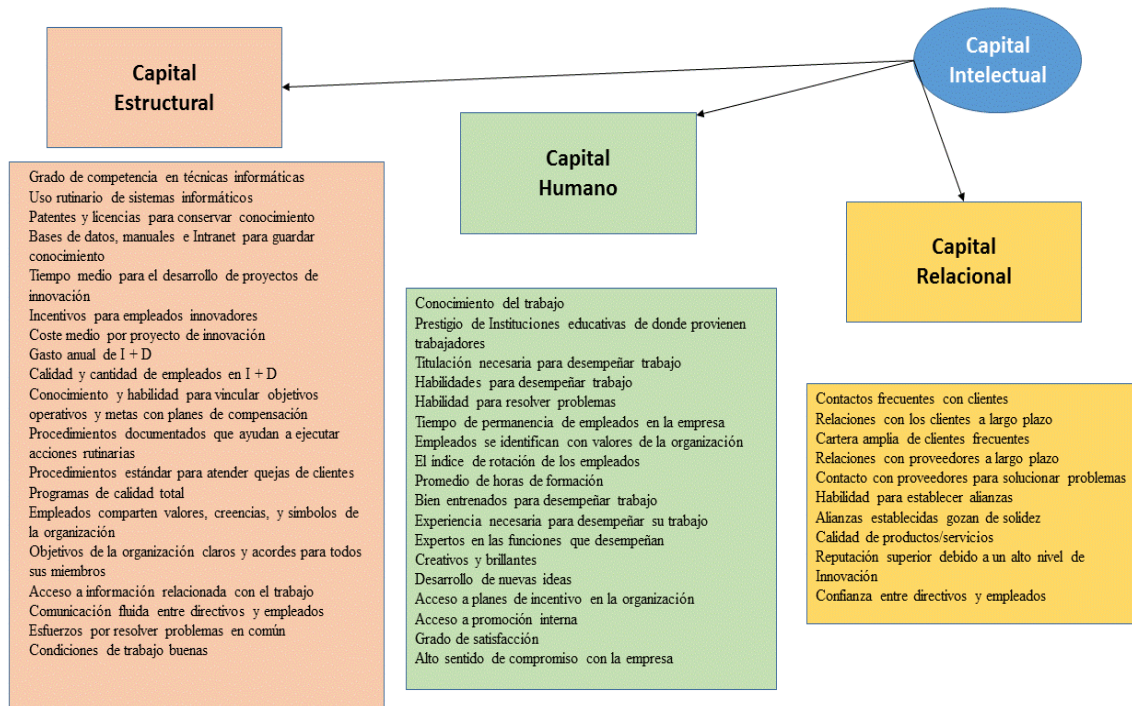 Capital
Intelectual
Capital
Estructural
Grado de competencia en técnicas informáticas
Uso rutinario de sistemas informáticos
Patentes y licencias para conservar conocimiento
Bases de datos, manuales e Intranet para guardar
conocimiento
Tiempo medio para el desarrollo de proyectos de
innovación
Incentivos para empleados innovadores
Coste medio por proyecto de innovación
Gasto anual de I + D
Calidad y cantidad de empleados en I + D
Conocimiento y habilidad para vincular objetivos
operativos y metas con planes de compensación
Procedimientos documentados que ayudan a ejecutar
acciones rutinarias
Procedimientos estándar para atender quejas de clientes
Programas de calidad total
Empleados comparten valores, creencias, y símbolos de
la organización
Objetivos de la organización claros y acordes para todos
sus miembros
Acceso a información relacionada con el trabajo
Comunicación fluida entre directivos y empleados
Esfuerzos por resolver problemas en común
Condiciones de trabajo buenas
Capital
Humano
Conocimiento del trabajo
Prestigio de Instituciones educativas de donde provienen
trabajadores
Titulación necesaria para desempeñar trabajo
Habilidades para desempeñar trabajo
Habilidad para resolver problemas
Tiempo de permanencia de empleados en la empresa
Empleados se identifican con valores de la organización
El índice de rotación de los empleados
Promedio de horas de formación
Bien entrenados para desempeñar trabajo
Experiencia necesaria para desempeñar su trabajo
Expertos en las funciones que desempeñan
Creativos y brillantes
Desarrollo de nuevas ideas
Acceso a planes de incentivo en la organización
Acceso a promoción interna
Grado de satisfacción
Alto sentido de compromiso con la empresa
Capital
Relacional
Contactos frecuentes con clientes
Relaciones con los clientes a largo plazo
Cartera amplia de clientes frecuentes
Relaciones con proveedores a largo plazo
Contacto con proveedores para solucionar problemas
Habilidad para establecer alianzas
Alianzas establecidas gozan de solidez
Calidad de productos/servicios
Reputación superior debido a un alto nivel de
Innovación
Confianza entre directivos y empleados